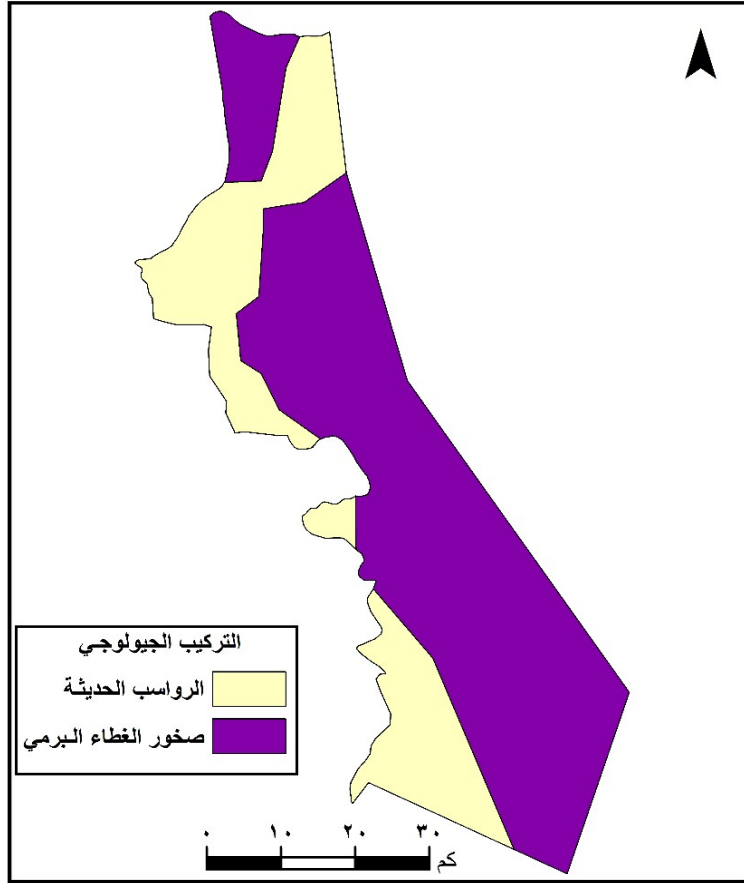 التركيب الجيولوجي
الرواسب الحديثة
صخور الغطاء البرمي
٠ ١٠ ٢٠ ٣٠
كم